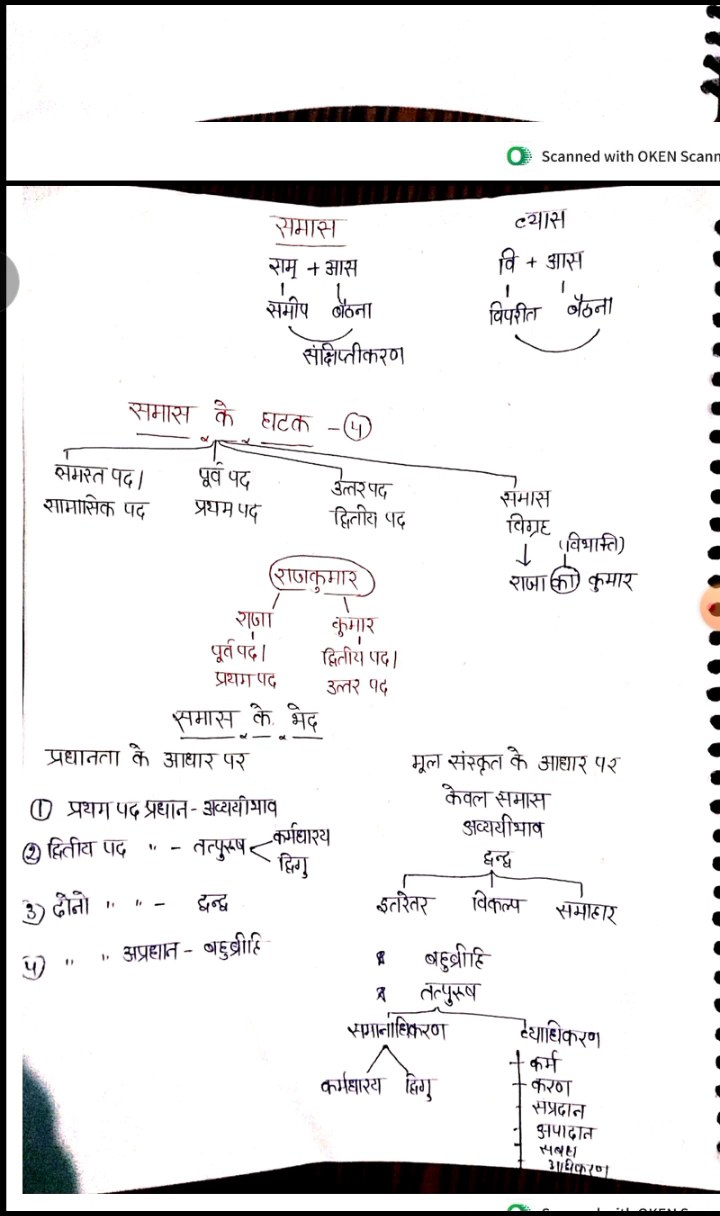 Scanned with OKEN Scann
समास
सम् + आस
समीप बैठना
संक्षिप्तीकरण
व्यास
वि + आस
विपरीत बैठना
समास के घटक - (4)
समस्त पद।
सामासिक पद
पूर्व पद
प्रथम पद
उत्तर पद
द्वितीय पद
समास
विग्रह
(विभक्ति)
राजा का कुमार
राजकुमार
राजा
पूर्व पद।
प्रथम पद
कुमार
द्वितीय पद।
उत्तर पद
समास के भेद
प्रधानता के आधार पर
① प्रथम पद प्रधान - अव्ययीभाव
② द्वितीय पद " - तत्पुरुष < कर्मधारय
द्विगु
3) दोनो " " - द्वन्द्व
4) " " अप्रधान - बहुब्रीहि
मूल संस्कृत के आधार पर
केवल समास
अव्ययीभाव
द्वन्द्व
इतरेतर विकल्प समाहार
बहुब्रीहि
तत्पुरुष
समानाधिकरण व्याधिकरण
कर्मधारय द्विगु
कर्म
करण
सप्रदान
अपादान
सबंध
अधिकरण